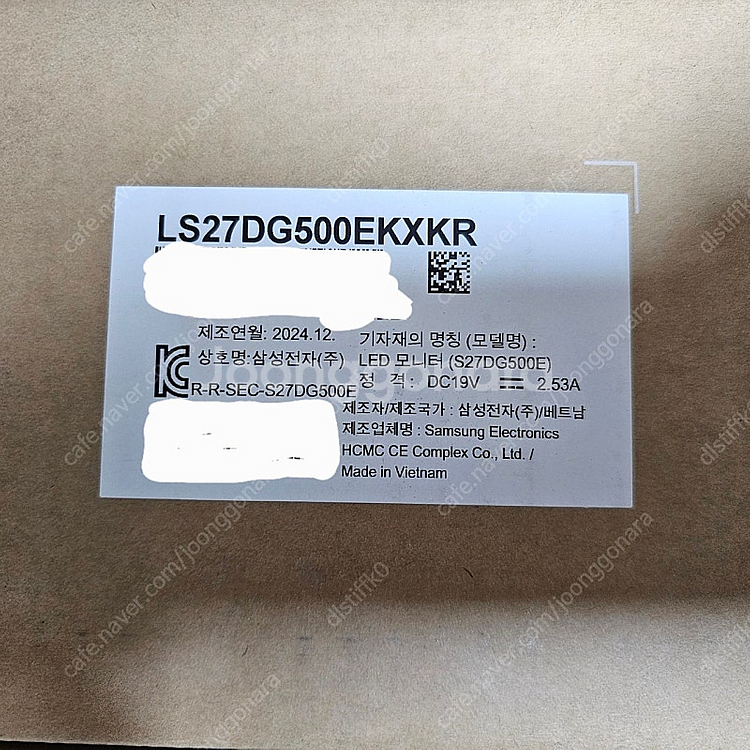 LS27DG500EKXKR
제조연월: 2024.12.
상호명:삼성전자(주)
R-R-SEC-S27DG500E
기자재의 명칭 (모델명) :
LED 모니터 (S27DG500E)
정 격 : DC19V 2.53A
제조자/제조국가 : 삼성전자(주)/베트남
제조업체명 : Samsung Electronics
HCMC CE Complex Co., Ltd. /
Made in Vietnam
Joonggonara
cafe.naver.com/joonggonara